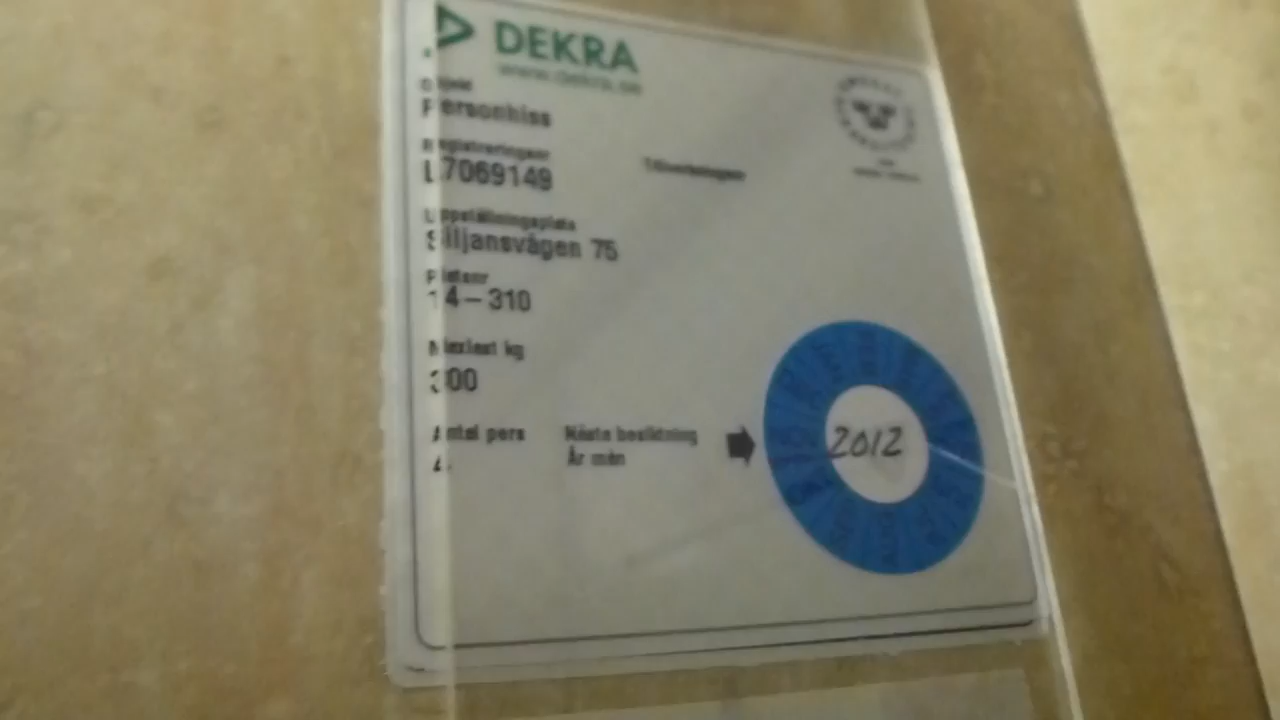 DEKRA
www.dekra.se
Objekt
Personhiss
Registreringsnr
L7069149
Tillverkningsnr
Uppställningsplats
Siljansvägen 75
Platsnr
14-310
Maxlast kg
300
Antal pers
4
Nästa besiktning
År mån
2012